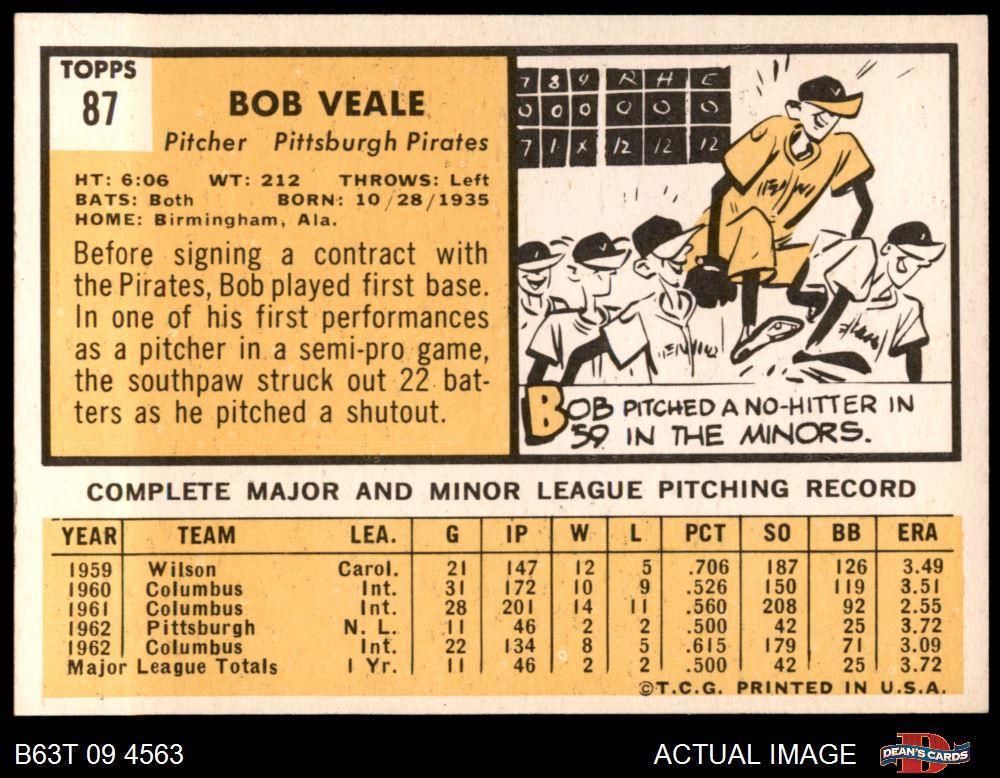 TOPPS
87
BOB VEALE
Pitcher Pittsburgh Pirates
HT: 6:06 WT: 212 THROWS: Left
BATS: Both BORN: 10/28/1935
HOME: Birmingham, Ala.
Before signing a contract with
the Pirates, Bob played first base.
In one of his first performances
as a pitcher in a semi-pro game,
the southpaw struck out 22 bat-
ters as he pitched a shutout.
7 8 9 R H E
0 0 0 0 0 0
7 1 X 12 12 12
BOB PITCHED A NO-HITTER IN
'59 IN THE MINORS.
COMPLETE MAJOR AND MINOR LEAGUE PITCHING RECORD
YEAR TEAM LEA. G IP W L PCT SO BB ERA
1959 Wilson Carol. 21 147 12 5 .706 187 126 3.49
1960 Columbus Int. 31 172 10 9 .526 150 119 3.51
1961 Columbus Int. 28 201 14 11 .560 208 92 2.55
1962 Pittsburgh N. L. 11 46 2 2 .500 42 25 3.72
1962 Columbus Int. 22 134 8 5 .615 179 71 3.09
Major League Totals 1 Yr. 11 46 2 2 .500 42 25 3.72
©T.C.G. PRINTED IN U.S.A.
B63T 09 4563 ACTUAL IMAGE DEAN'S CARDS